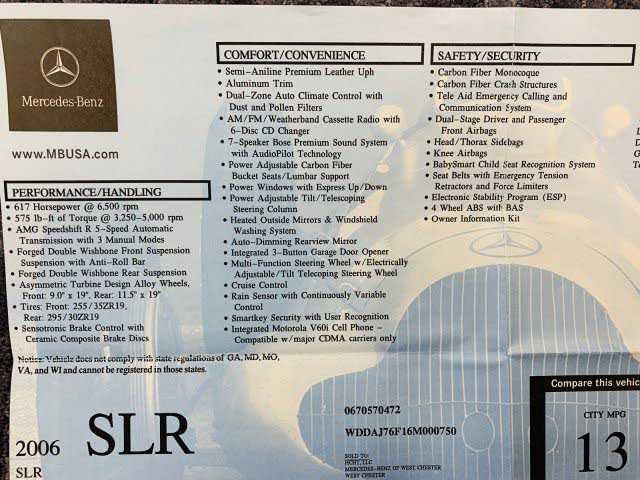 Mercedes-Benz
www.MBUSA.com
PERFORMANCE/HANDLING
• 617 Horsepower @ 6,500 rpm
• 575 lb-ft of Torque @ 3,250–5,000 rpm
• AMG Speedshift R 5-Speed Automatic
Transmission with 3 Manual Modes
• Forged Double Wishbone Front Suspension
Suspension with Anti-Roll Bar
• Forged Double Wishbone Rear Suspension
• Asymetric Turbine Design Alloy Wheels,
Front: 9.0" x 19", Rear: 11.5" x 19"
• Tires: Front: 255/35ZR19,
Rear: 295/30ZR19
• Sensotronic Brake Control with
Ceramic Composite Brake Discs
COMFORT/CONVENIENCE
• Semi-Aniline Premium Leather Uph
• Aluminum Trim
• Dual-Zone Auto Climate Control with
Dust and Pollen Filters
• AM/FM/Weatherband Cassette Radio with
6-Disc CD Changer
• 7-Speaker Bose Premium Sound System
with AudioPilot Technology
• Power Adjustable Carbon Fiber
Bucket Seats/Lumbar Support
• Power Windows with Express Up/Down
• Power Adjustable Tilt/Telescoping
Steering Column
• Heated Outside Mirrors & Windshield
Washing System
• Auto-Dimming Rearview Mirror
• Integrated 3-Button Garage Door Opener
• Multi-Function Steering Wheel w/Electrically
Adjustable/Tilt Telecoping Steering Wheel
• Cruise Control
• Rain Sensor with Continuously Variable
Control
• Smartkey Security with User Recognition
• Integrated Motorola V60i Cell Phone –
Compatible w/major CDMA carriers only
SAFETY/SECURITY
• Carbon Fiber Monocoque
• Carbon Fiber Crash Structures
• Tele Aid Emergency Calling and
Communication System
• Dual-Stage Driver and Passenger
Front Airbags
• Head/Thorax Sidebags
• Knee Airbags
• BabySmart Child Seat Recognition System
• Seat Belts with Emergency Tension
Retractors and Force Limiters
• Electronic Stability Program (ESP)
• 4 Wheel ABS with BAS
• Owner Information Kit
Notice: Vehicle does not comply with state regulations of GA, MD, MO,
VA, and WI and cannot be registered in those states.
2006 SLR
SLR
0670570472
WDDAJ76F16M000750
SOLD TO:
MERCEDES-BENZ OF WEST CHESTER
WEST CHESTER
Compare this vehic
CITY MPG
13